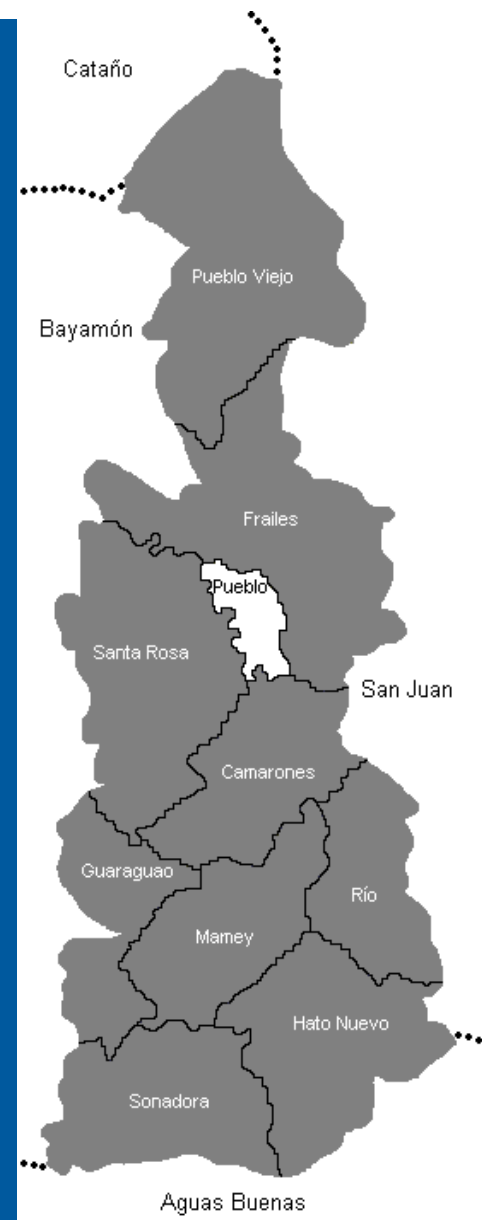 Cataño
Pueblo Viejo
Bayamón
Frailes
Pueblo
Santa Rosa
San Juan
Camarones
Guaraguao
Río
Mamey
Hato Nuevo
Sonadora
Aguas Buenas